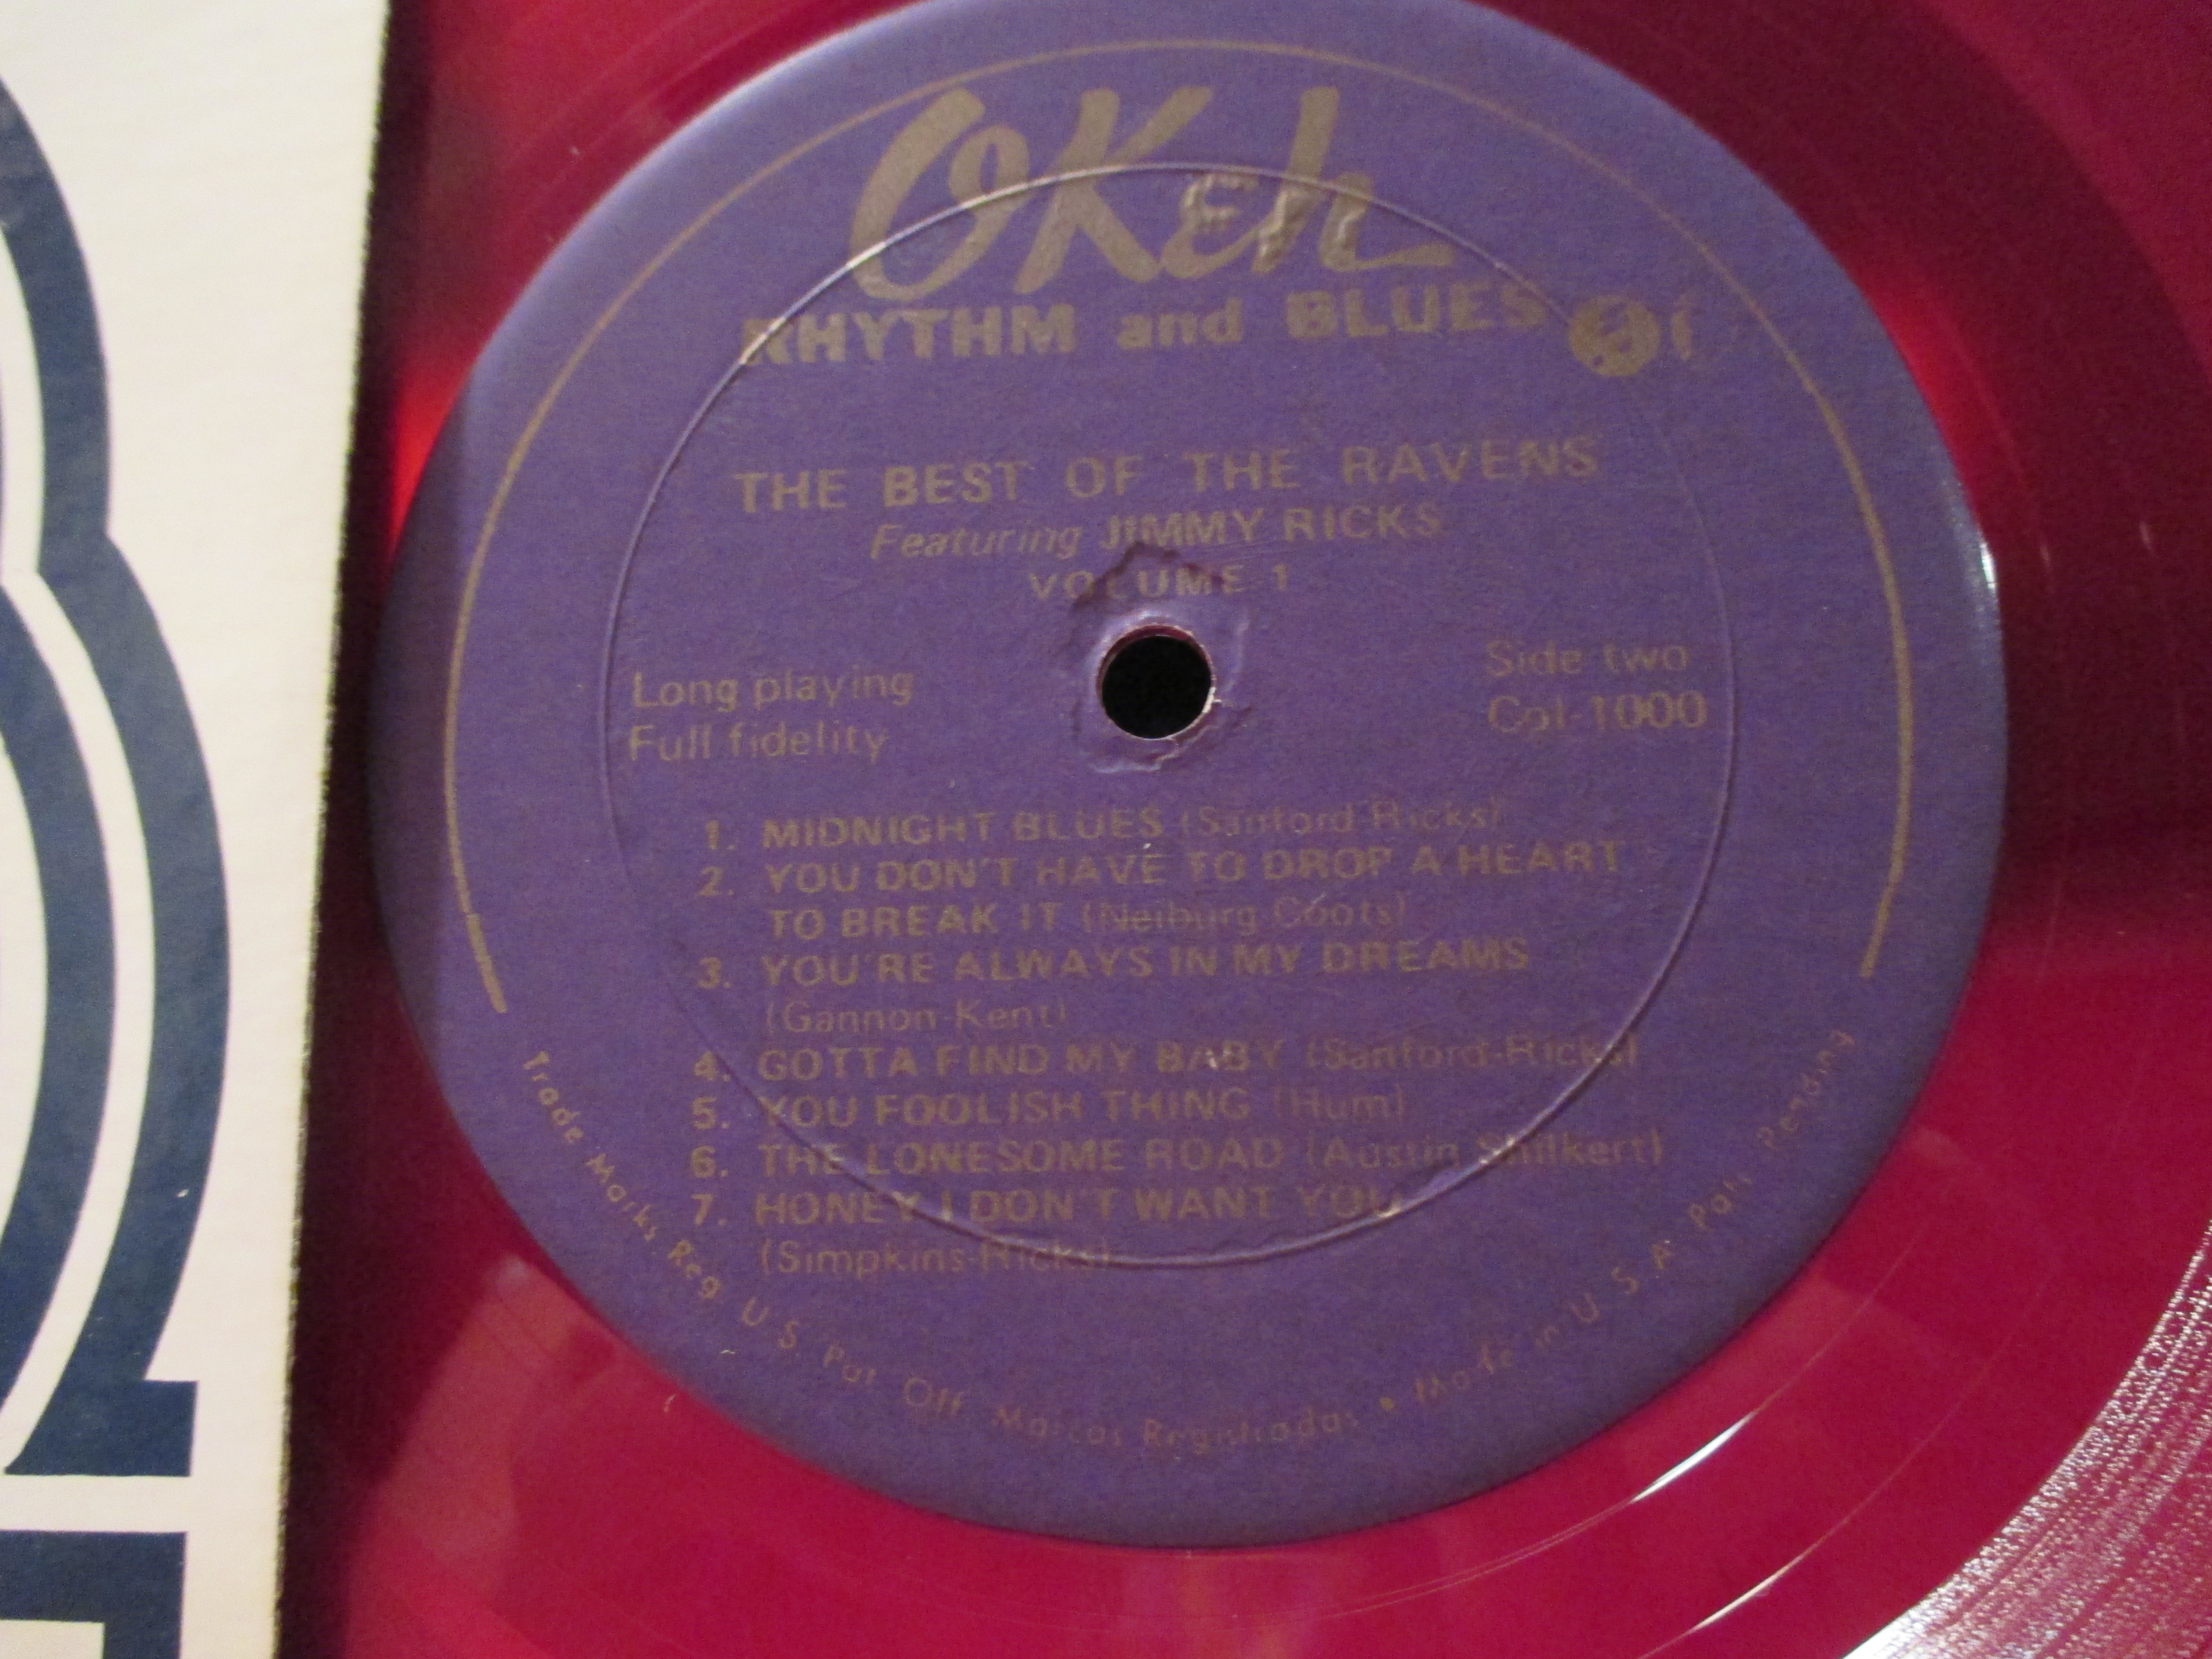 OKeh
RHYTHM and BLUES
THE BEST OF THE RAVENS
Featuring JIMMY RICKS
VOLUME 1
Long playing
Full fidelity
Side two
Col-1000
1. MIDNIGHT BLUES (Sanford-Ricks)
2. YOU DON'T HAVE TO DROP A HEART
TO BREAK IT (Neiburg-Coots)
3. YOU'RE ALWAYS IN MY DREAMS
(Gannon-Kent)
4. GOTTA FIND MY BABY (Sanford-Ricks)
5. YOU FOOLISH THING (Hum)
6. THE LONESOME ROAD (Austin-Shilkert)
7. HONEY I DON'T WANT YOU
(Simpkins-Ricks)
Trade Marks Reg. U. S. Pat. Off. Marcas Registradas • Made in U. S. A. Pat. Pending